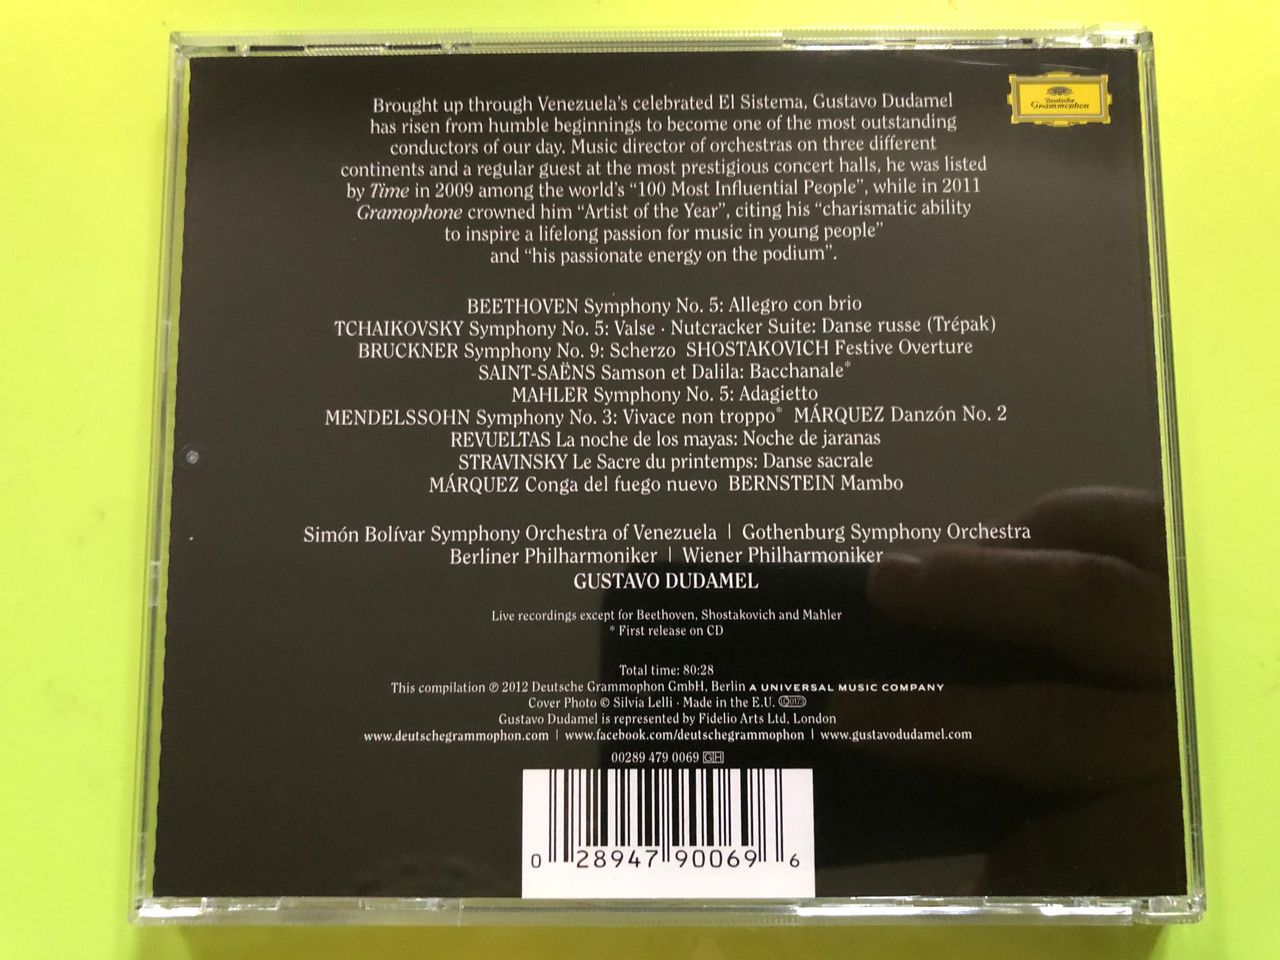 Deutsche
Grammophon
Brought up through Venezuela's celebrated El Sistema, Gustavo Dudamel
has risen from humble beginnings to become one of the most outstanding
conductors of our day. Music director of orchestras on three different
continents and a regular guest at the most prestigious concert halls, he was listed
by Time in 2009 among the world's “100 Most Influential People”, while in 2011
Gramophone crowned him “Artist of the Year”, citing his “charismatic ability
to inspire a lifelong passion for music in young people”
and “his passionate energy on the podium”.
BEETHOVEN Symphony No. 5: Allegro con brio
TCHAIKOVSKY Symphony No. 5: Valse · Nutcracker Suite: Danse russe (Trépak)
BRUCKNER Symphony No. 9: Scherzo SHOSTAKOVICH Festive Overture
SAINT-SAËNS Samson et Dalila: Bacchanale*
MAHLER Symphony No. 5: Adagietto
MENDELSSOHN Symphony No. 3: Vivace non troppo* MÁRQUEZ Danzón No. 2
REVUELTAS La noche de los mayas: Noche de jaranas
STRAVINSKY Le Sacre du printemps: Danse sacrale
MÁRQUEZ Conga del fuego nuevo BERNSTEIN Mambo
Simón Bolívar Symphony Orchestra of Venezuela | Gothenburg Symphony Orchestra
Berliner Philharmoniker | Wiener Philharmoniker
GUSTAVO DUDAMEL
Live recordings except for Beethoven, Shostakovich and Mahler
* First release on CD
Total time: 80:28
This compilation ℗ 2012 Deutsche Grammophon GmbH, Berlin A UNIVERSAL MUSIC COMPANY
Cover Photo © Silvia Lelli · Made in the E.U. LC 0173
Gustavo Dudamel is represented by Fidelio Arts Ltd, London
www.deutschegrammophon.com | www.facebook.com/deutschegrammophon | www.gustavodudamel.com
00289 479 0069 GH
0 28947 90069 6